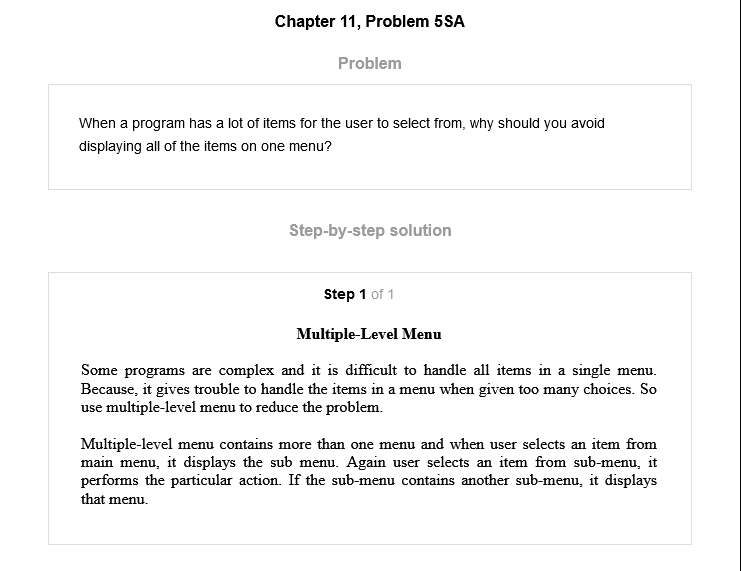 Chapter 11, Problem 5SA
Problem
When a program has a lot of items for the user to select from, why should you avoid
displaying all of the items on one menu?
Step-by-step solution
Step 1 of 1
Multiple-Level Menu
Some programs are complex and it is difficult to handle all items in a single menu.
Because, it gives trouble to handle the items in a menu when given too many choices. So
use multiple-level menu to reduce the problem.
Multiple-level menu contains more than one menu and when user selects an item from
main menu, it displays the sub menu. Again user selects an item from sub-menu, it
performs the particular action. If the sub-menu contains another sub-menu, it displays
that menu.